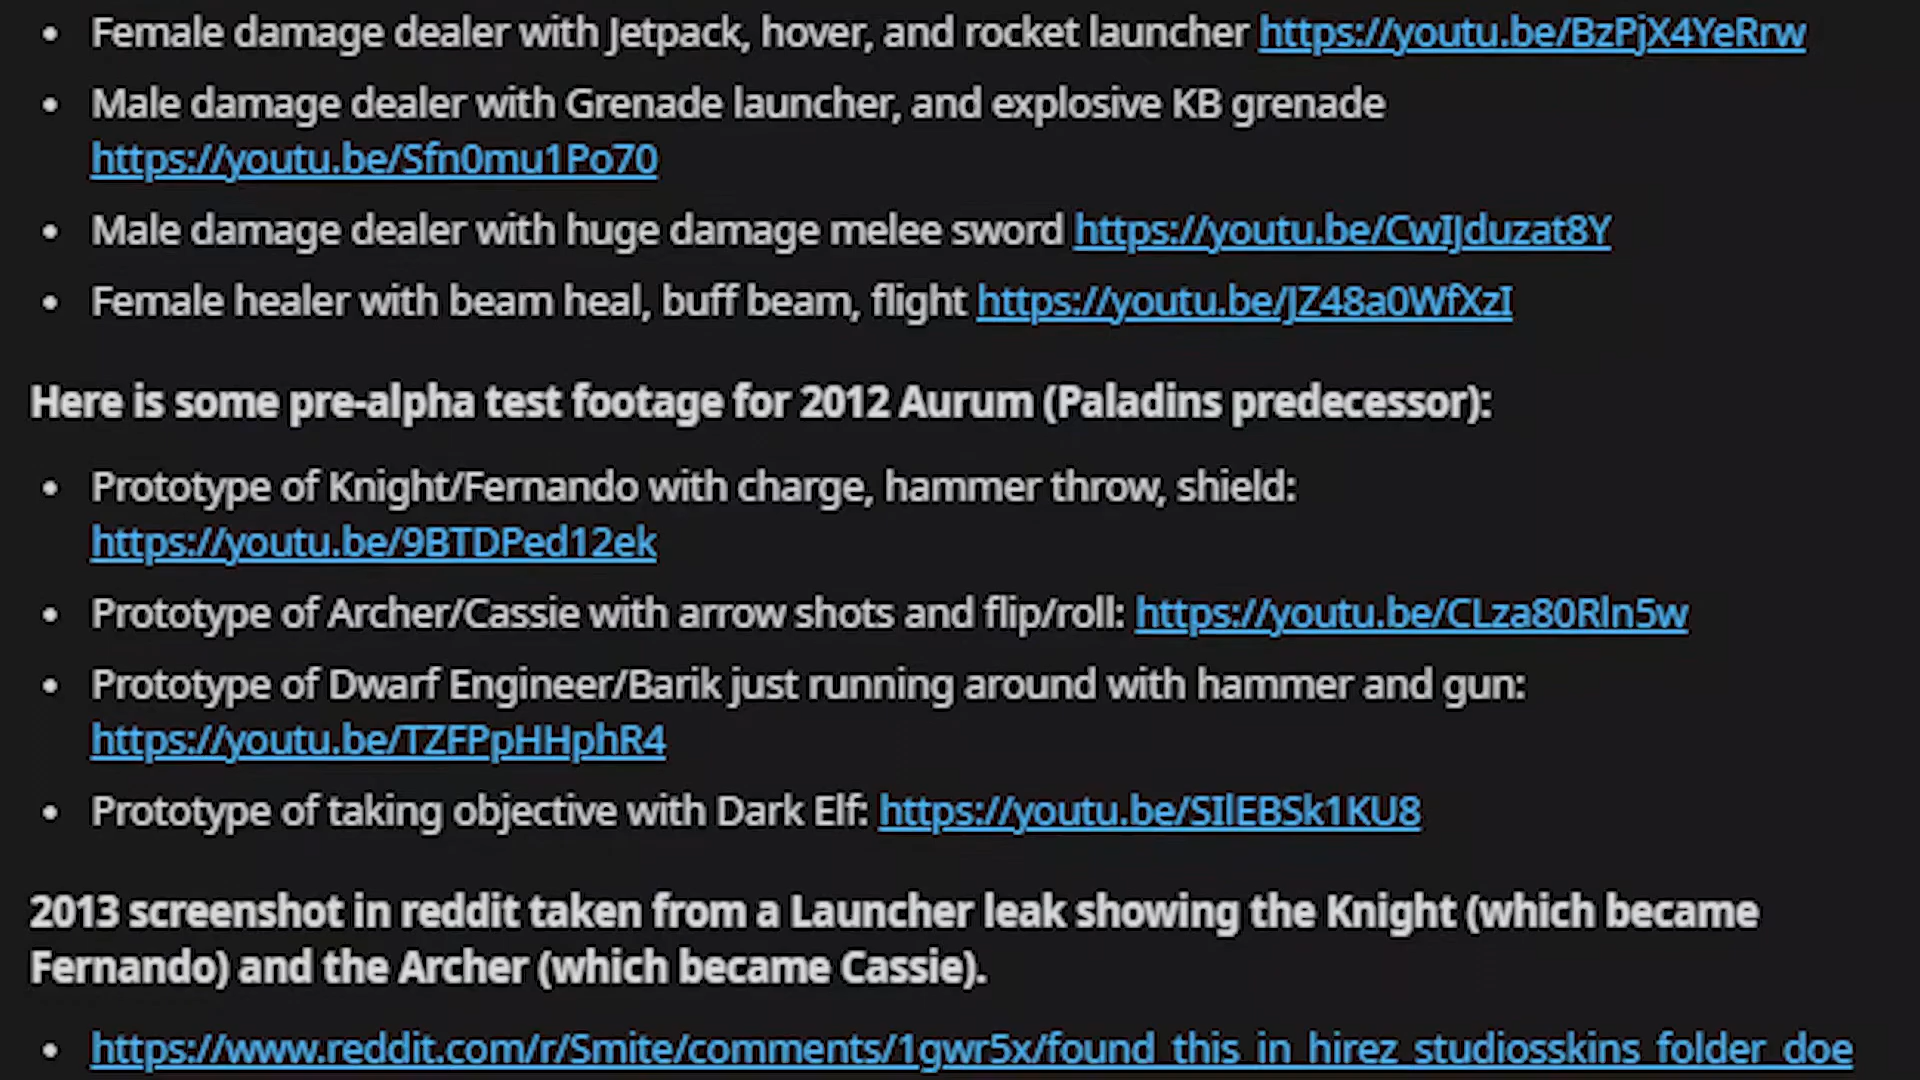 • Female damage dealer with Jetpack, hover, and rocket launcher https://youtu.be/BzPjX4YeRrw
• Male damage dealer with Grenade launcher, and explosive KB grenade
https://youtu.be/Sfn0mu1Po70
• Male damage dealer with huge damage melee sword https://youtu.be/CwIJduzat8Y
• Female healer with beam heal, buff beam, flight https://youtu.be/JZ48a0WfXzI
Here is some pre-alpha test footage for 2012 Aurum (Paladins predecessor):
• Prototype of Knight/Fernando with charge, hammer throw, shield:
https://youtu.be/9BTDPed12ek
• Prototype of Archer/Cassie with arrow shots and flip/roll: https://youtu.be/CLza80Rln5w
• Prototype of Dwarf Engineer/Barik just running around with hammer and gun:
https://youtu.be/TZFPpHHphR4
• Prototype of taking objective with Dark Elf: https://youtu.be/SIlEBSk1KU8
2013 screenshot in reddit taken from a Launcher leak showing the Knight (which became
Fernando) and the Archer (which became Cassie).
• https://www.reddit.com/r/Smite/comments/1gwr5x/found_this_in_hirez_studiosskins_folder_doe